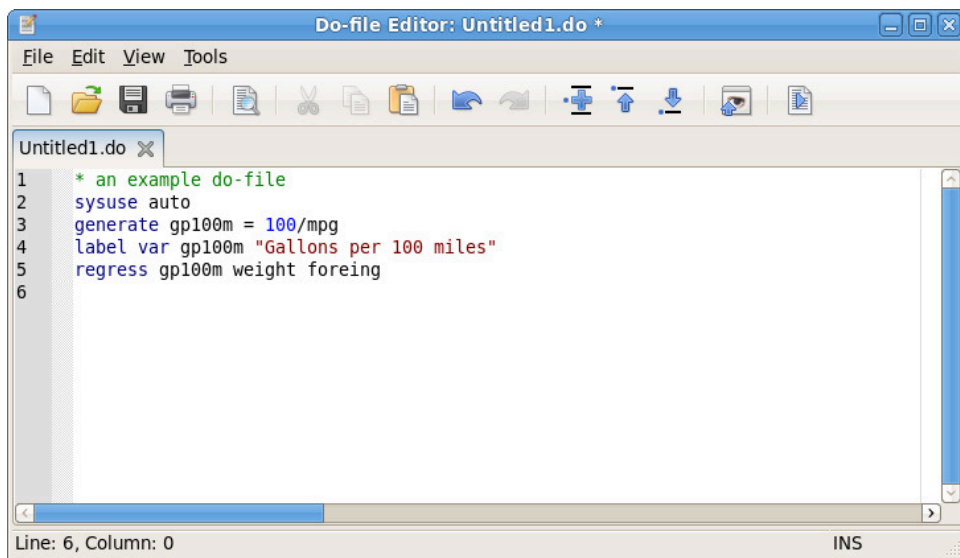 Do-file Editor: Untitled1.do *
File Edit View Tools
Untitled1.do
1 * an example do-file
2 sysuse auto
3 generate gp100m = 100/mpg
4 label var gp100m "Gallons per 100 miles"
5 regress gp100m weight foreing
6
Line: 6, Column: 0 INS